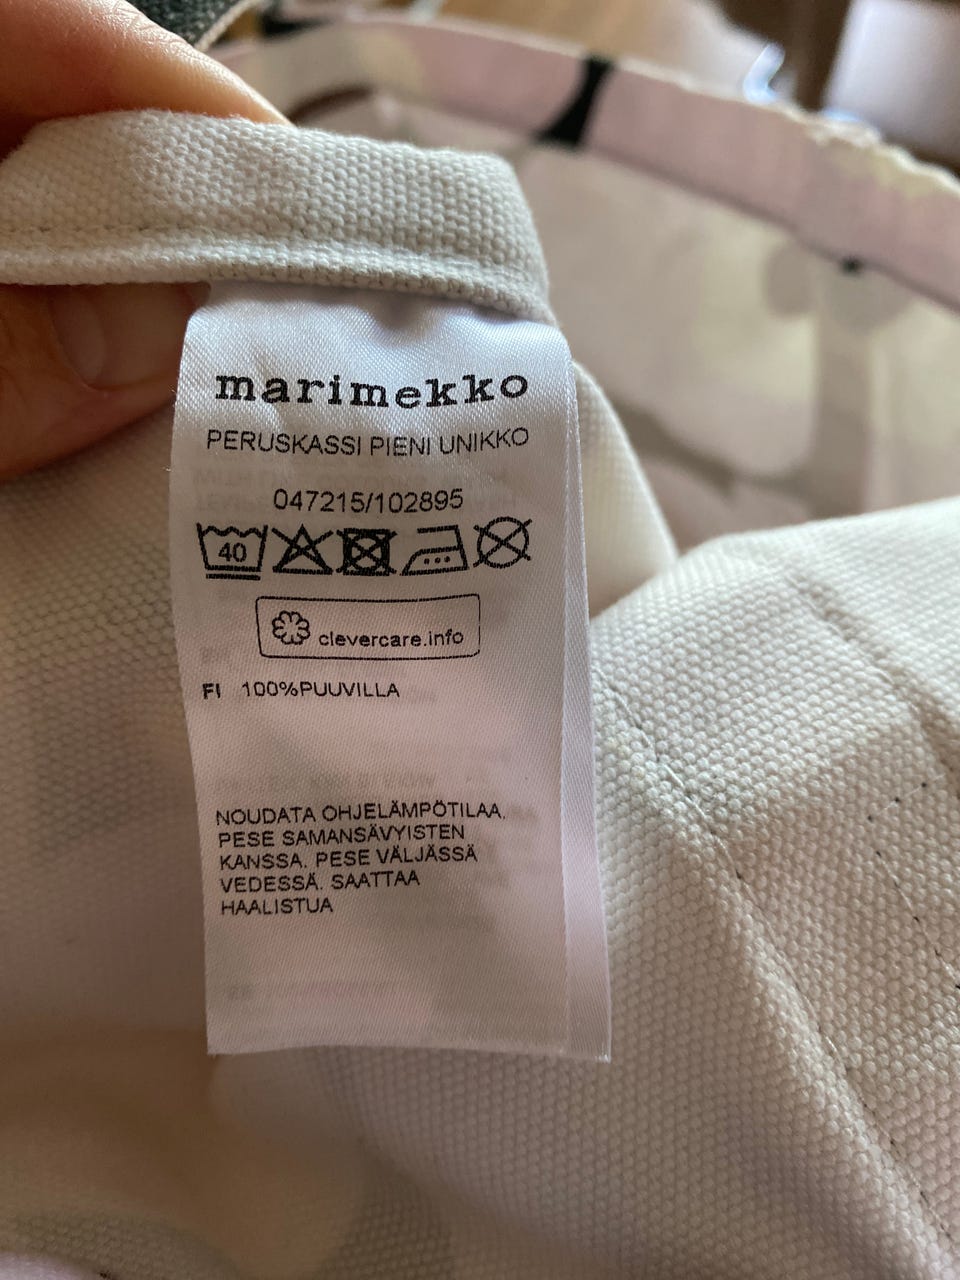 marimekko
PERUSKASSI PIENI UNIKKO
047215/102895
40
clevercare.info
FI 100%PUUVILLA
NOUDATA OHJELÄMPÖTILAA.
PESE SAMANSÄVYISTEN
KANSSA. PESE VÄLJÄSSÄ
VEDESSÄ. SAATTAA
HAALISTUA